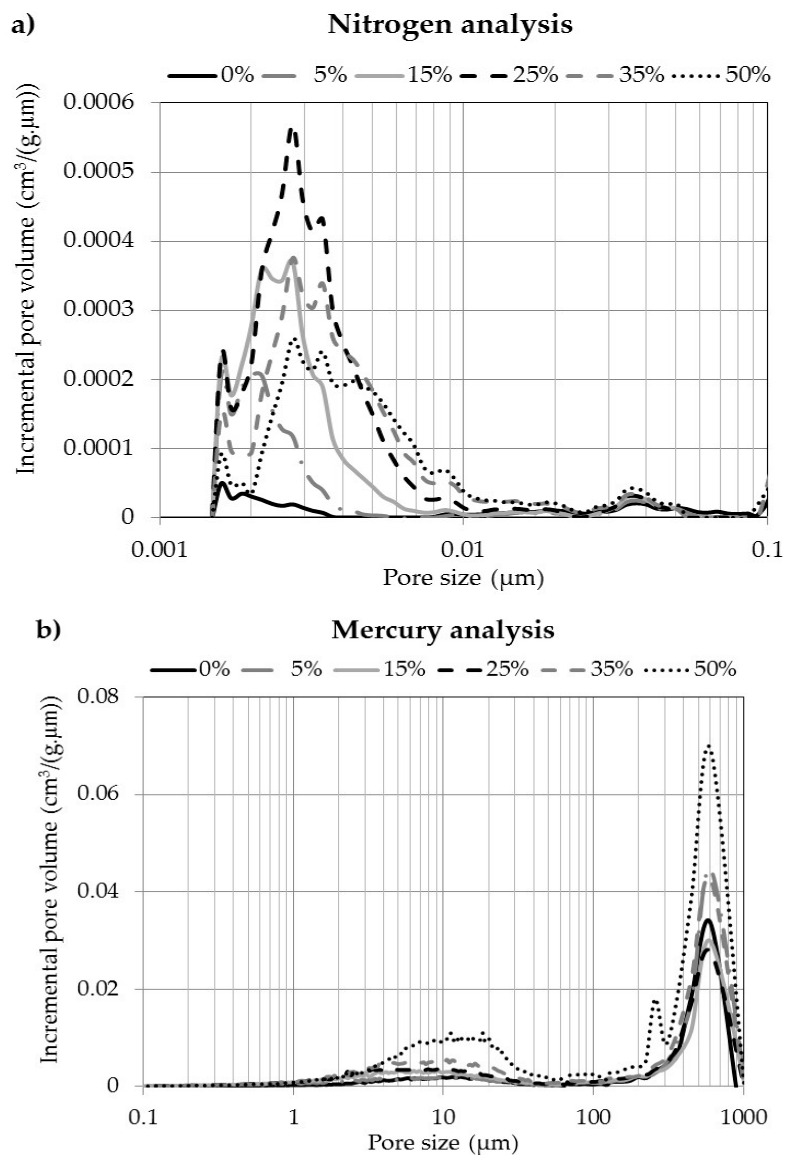 a) Nitrogen analysis
0% 5% 15% 25% 35% 50%
Incremental pore volume (cm³/(g.µm))
0.0006
0.0005
0.0004
0.0003
0.0002
0.0001
0
0.001 0.01 0.1
Pore size (µm)
b) Mercury analysis
0% 5% 15% 25% 35% 50%
Incremental pore volume (cm³/(g.µm))
0.08
0.06
0.04
0.02
0
0.1 1 10 100 1000
Pore size (µm)